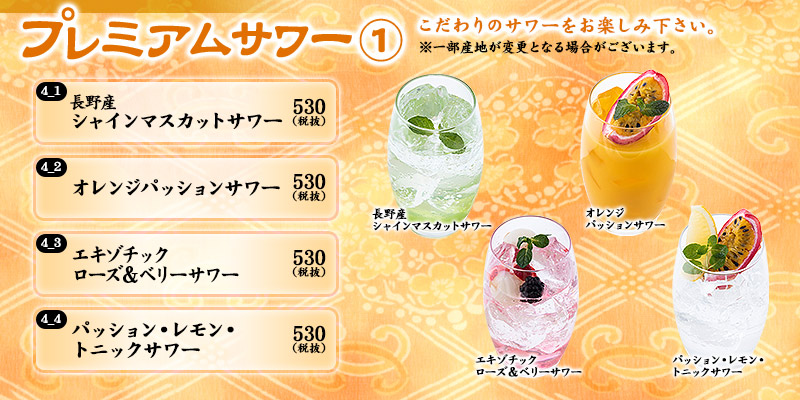 プレミアムサワー①
こだわりのサワーをお楽しみ下さい。
※一部産地が変更となる場合がございます。
4_1
長野産
シャインマスカットサワー
530
(税抜)
4_2
オレンジパッションサワー
530
(税抜)
4_3
エキゾチック
ローズ&ベリーサワー
530
(税抜)
4_4
パッション・レモン・
トニックサワー
530
(税抜)
長野産
シャインマスカットサワー
オレンジ
パッションサワー
エキゾチック
ローズ&ベリーサワー
パッション・レモン・
トニックサワー